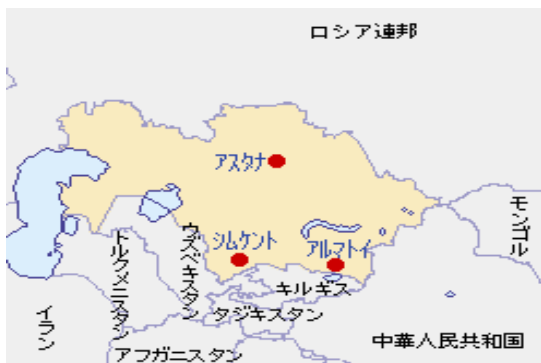 ロシア連邦
アスタナ
シムケント
アルマトイ
モンゴル
ウズベキスタン
トルクメニスタン
キルギス
タジキスタン
イラン
アフガニスタン
中華人民共和国